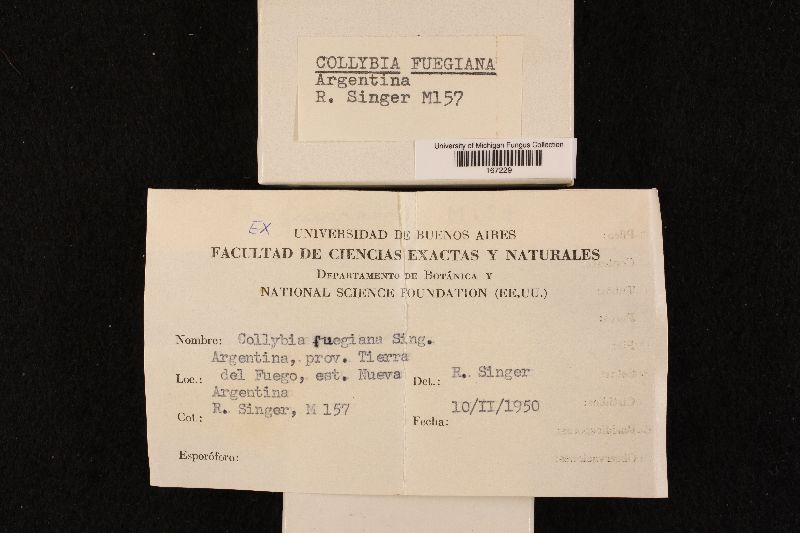 COLLYBIA FUEGIANA
Argentina
R. Singer M157
University of Michigan Fungus Collection
167229
EX
UNIVERSIDAD DE BUENOS AIRES
FACULTAD DE CIENCIAS EXACTAS Y NATURALES
DEPARTAMENTO DE BOTÁNICA Y
NATIONAL SCIENCE FOUNDATION (EE.UU.)
Nombre: Collybia fuegiana Sing.
Argentina, prov. Tierra
Loc.: del Fuego, est. Nueva Det.: R. Singer
Argentina
Col.: R. Singer, M 157 Fecha: 10/II/1950
Esporóforo: